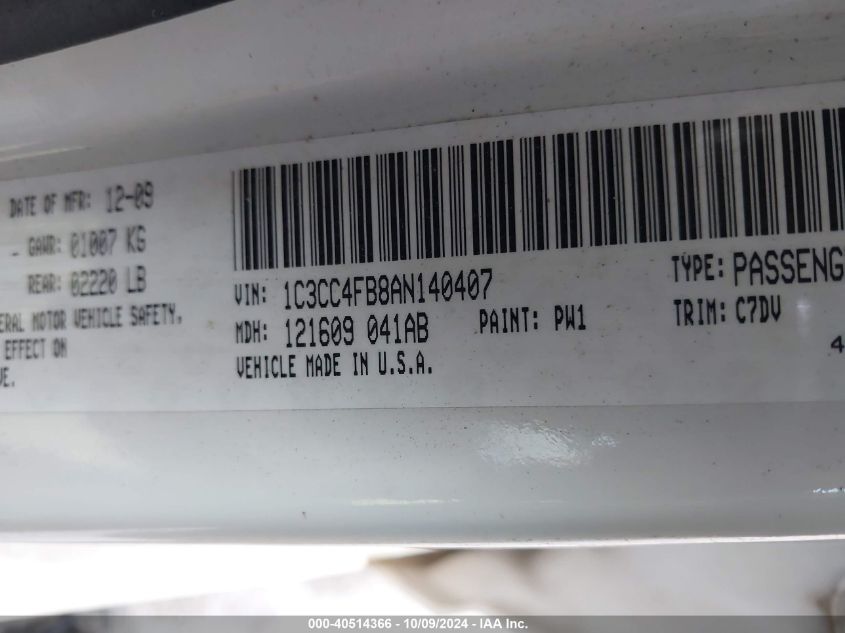 DATE OF MFR: 12-09
- GAWR: 01007 KG
REAR: 02220 LB
ERAL MOTOR VEHICLE SAFETY,
EFFECT ON
VE.
VIN: 1C3CC4FB8AN140407
MDH: 121609 041AB
PAINT: PW1
VEHICLE MADE IN U.S.A.
TYPE: PASSENG
TRIM: C7DV
4
000-40514366 - 10/09/2024 - IAA Inc.